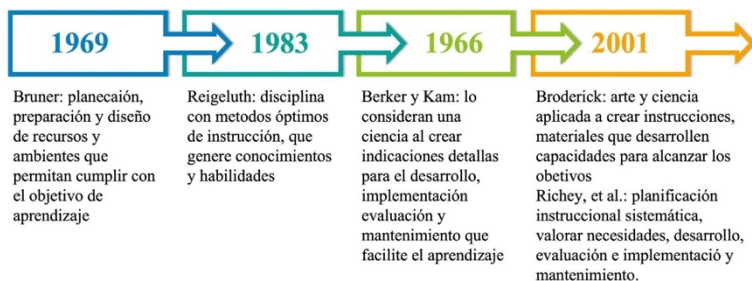 1969
Bruner: planecaión,
preparación y diseño
de recursos y
ambientes que
permitan cumplir con
el objetivo de
aprendizaje
1983
Reigeluth: disciplina
con metodos óptimos
de instrucción, que
genere conocimientos
y habilidades
1966
Berker y Kam: lo
consideran una
ciencia al crear
indicaciones detallas
para el desarrollo,
implementación
evaluación y
mantenimiento que
facilite el aprendizaje
2001
Broderick: arte y ciencia
aplicada a crear instrucciones,
materiales que desarrollen
capacidades para alcanzar los
obetivos
Richey, et al.: planificación
instruccional sistemática,
valorar necesidades, desarrollo,
evaluación e implementació y
mantenimiento.